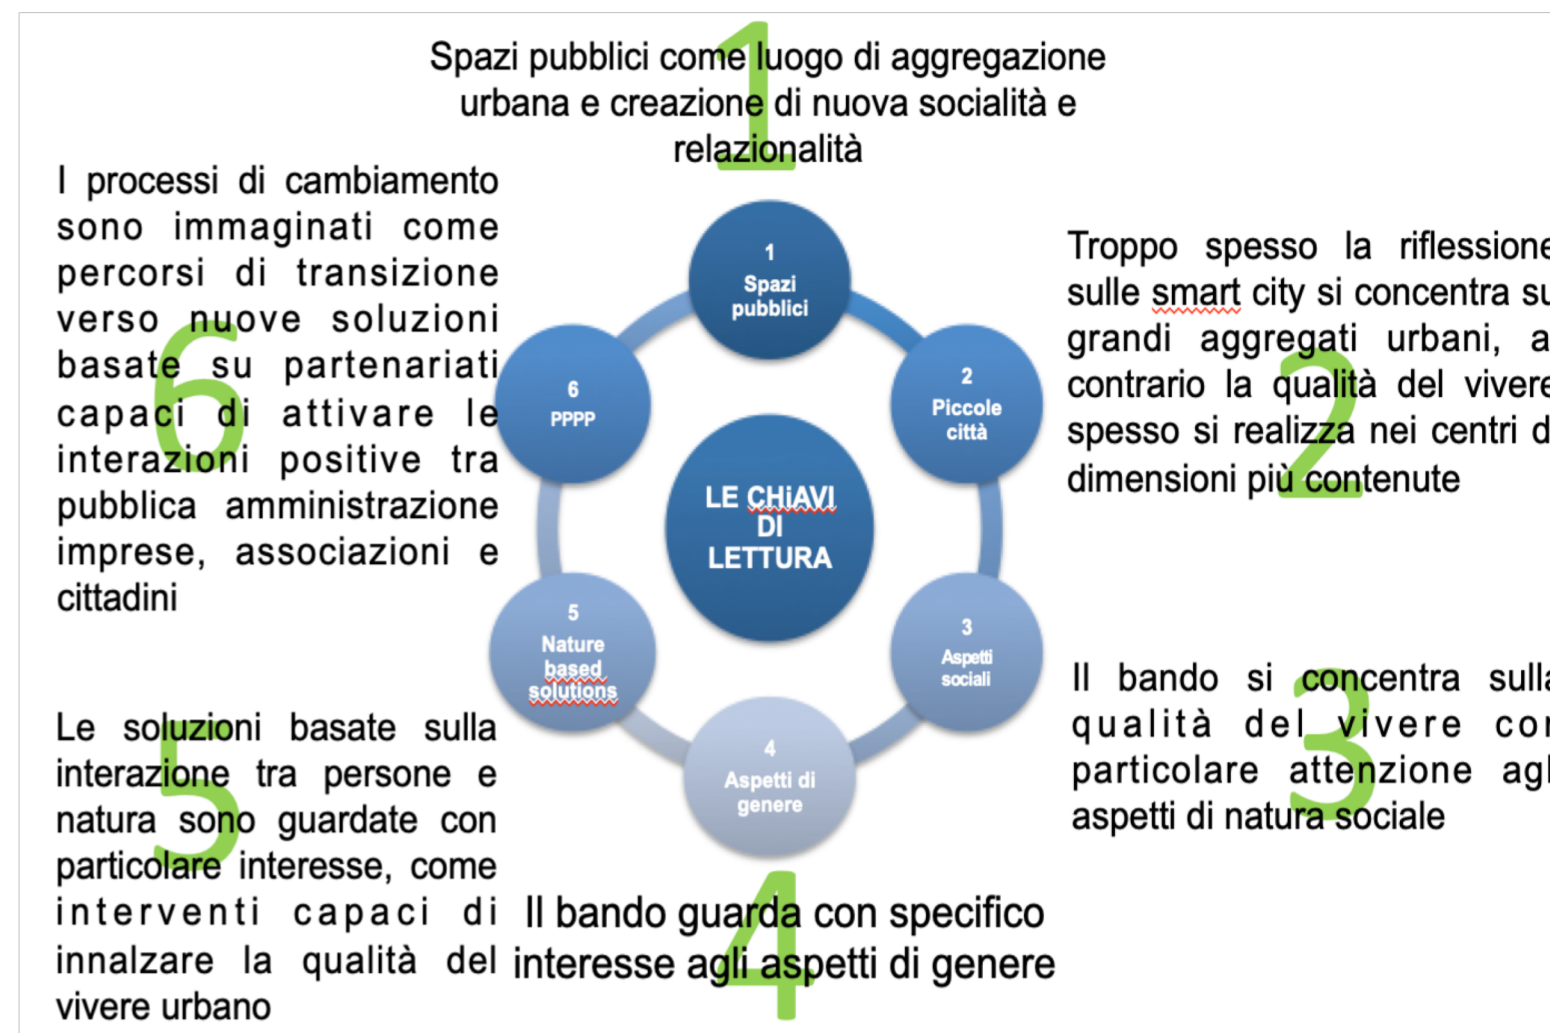 1
Spazi pubblici come luogo di aggregazione
urbana e creazione di nuova socialità e
relazionalità
I processi di cambiamento
sono immaginati come
percorsi di transizione
verso nuove soluzioni
basate su partenariati
capaci di attivare le
interazioni positive tra
pubblica amministrazione
imprese, associazioni e
cittadini
6
1
Spazi
pubblici
2
Piccole
città
3
Aspetti
sociali
4
Aspetti di
genere
5
Nature
based
solutions
6
PPPP
LE CHiAVI
DI
LETTURA
Troppo spesso la riflessione
sulle smart city si concentra su
grandi aggregati urbani, a
contrario la qualità del vivere
spesso si realizza nei centri d
dimensioni più contenute
2
Il bando si concentra sulla
qualità del vivere con
particolare attenzione agl
aspetti di natura sociale
3
Le soluzioni basate sulla
interazione tra persone e
natura sono guardate con
particolare interesse, come
interventi capaci di
innalzare la qualità del
vivere urbano
5
Il bando guarda con specifico
interesse agli aspetti di genere
4